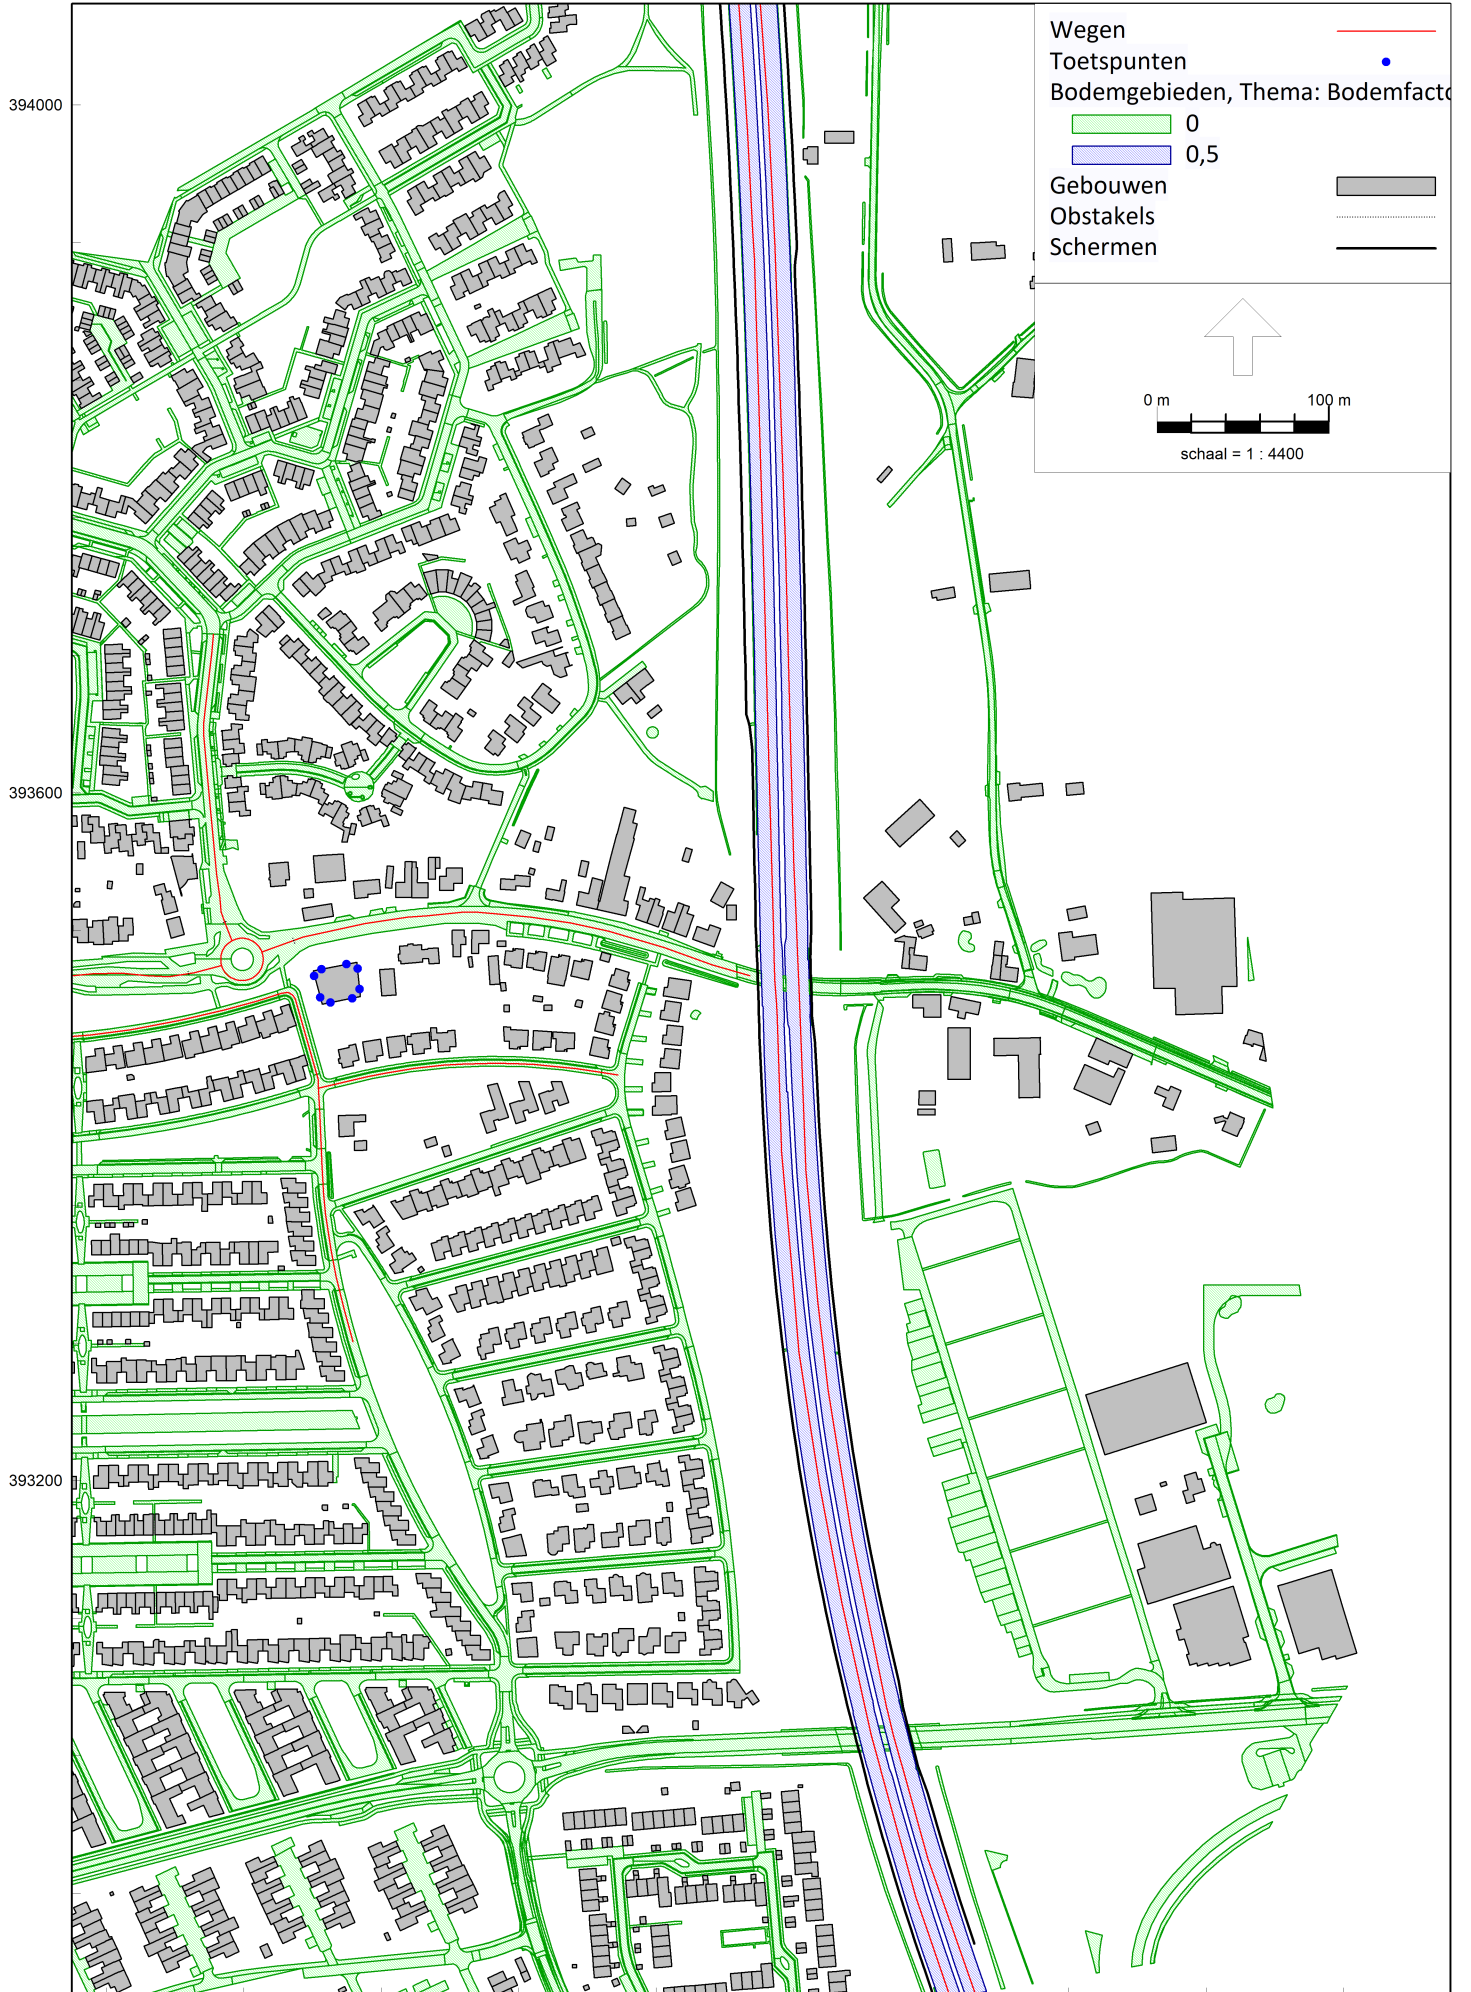 Wegen
Toetspunten
Bodemgebieden, Thema: Bodemfacto
0
0,5
Gebouwen
Obstakels
Schermen
0 m 100 m
schaal = 1 : 4400
394000
393600
393200